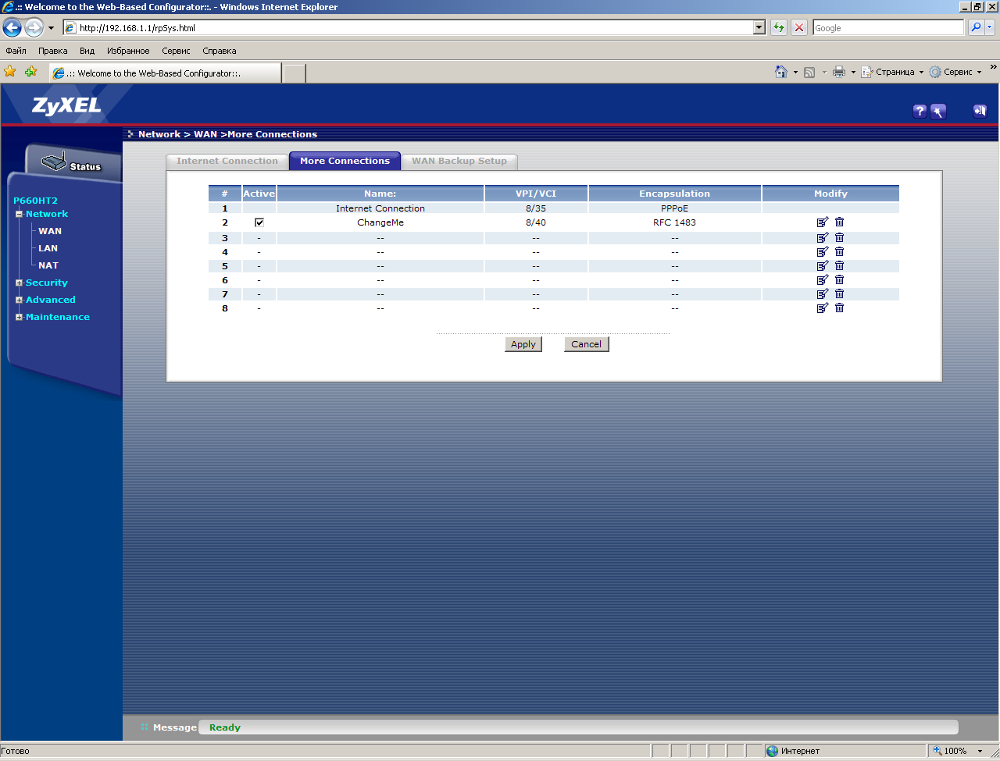 .:: Welcome to the Web-Based Configurator::. - Windows Internet Explorer
http://192.168.1.1/rpSys.html
Google
Файл Правка Вид Избранное Сервис Справка
.:: Welcome to the Web-Based Configurator::.
Страница Сервис »
ZyXEL
?
Network > WAN >More Connections
Status
P660HT2
Network
WAN
LAN
NAT
Security
Advanced
Maintenance
Internet Connection More Connections WAN Backup Setup
# Active Name: VPI/VCI Encapsulation Modify
1 Internet Connection 8/35 PPPoE
2 ChangeMe 8/40 RFC 1483
3 - -- -- --
4 - -- -- --
5 - -- -- --
6 - -- -- --
7 - -- -- --
8 - -- -- --
Apply Cancel
Message Ready
Готово Интернет 100%